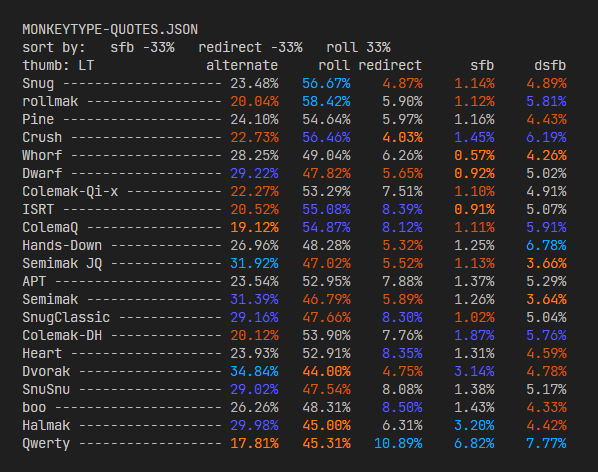 MONKEYTYPE-QUOTES.JSON
sort by: sfb -33% redirect -33% roll 33%
thumb: LT alternate roll redirect sfb dsfb
Snug -------------------- 23.48% 56.67% 4.87% 1.14% 4.89%
rollmak ----------------- 20.04% 58.42% 5.90% 1.12% 5.81%
Pine -------------------- 24.10% 54.64% 5.97% 1.16% 4.43%
Crush ------------------- 22.73% 56.46% 4.03% 1.45% 6.19%
Whorf ------------------- 28.25% 49.04% 6.26% 0.57% 4.26%
Dwarf ------------------- 29.22% 47.82% 5.65% 0.92% 5.02%
Colemak-Qi-x ------------ 22.27% 53.29% 7.51% 1.10% 4.91%
ISRT -------------------- 20.52% 55.08% 8.39% 0.91% 5.07%
ColemaQ ----------------- 19.12% 54.87% 8.12% 1.11% 5.91%
Hands-Down -------------- 26.96% 48.28% 5.32% 1.25% 6.78%
Semimak JQ -------------- 31.92% 47.02% 5.52% 1.13% 3.66%
APT --------------------- 23.54% 52.95% 7.88% 1.37% 5.29%
Semimak ----------------- 31.39% 46.79% 5.89% 1.26% 3.64%
SnugClassic ------------- 29.16% 47.66% 8.30% 1.02% 5.04%
Colemak-DH -------------- 20.12% 53.90% 7.76% 1.87% 5.76%
Heart ------------------- 23.93% 52.91% 8.35% 1.31% 4.59%
Dvorak ------------------ 34.84% 44.00% 4.75% 3.14% 4.78%
SnuSnu ------------------ 29.02% 47.54% 8.08% 1.38% 5.17%
boo --------------------- 26.26% 48.31% 8.50% 1.43% 4.33%
Halmak ------------------ 29.98% 45.00% 6.31% 3.20% 4.42%
Qwerty ------------------ 17.81% 45.31% 10.89% 6.82% 7.77%